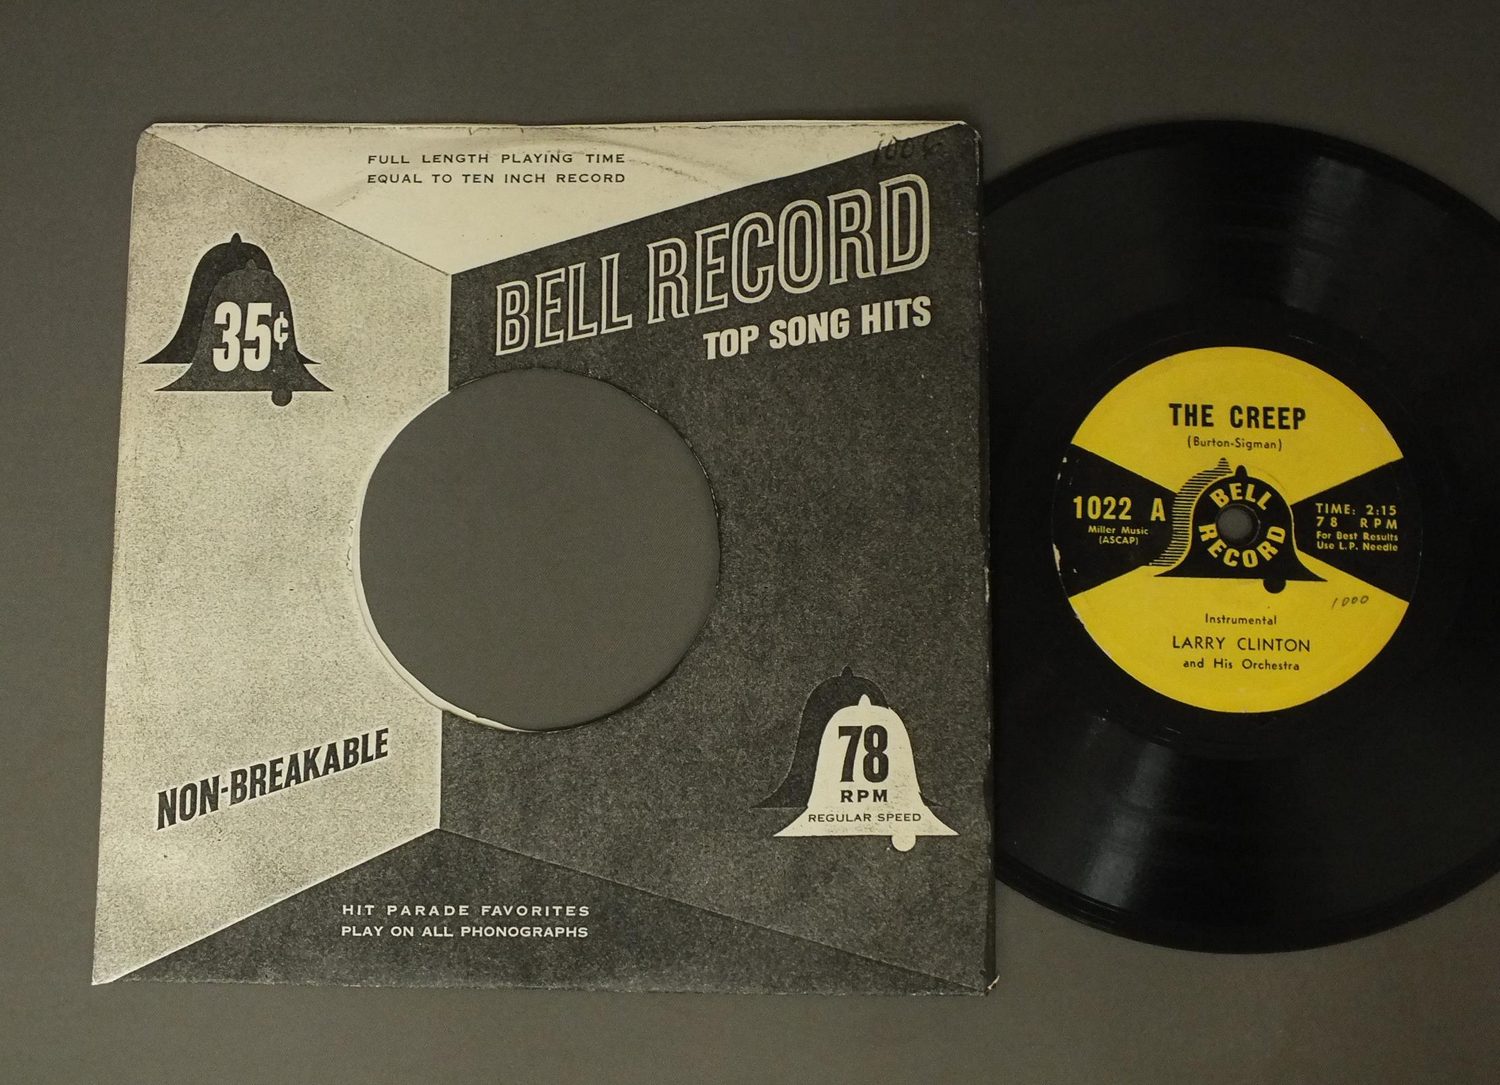 FULL LENGTH PLAYING TIME
EQUAL TO TEN INCH RECORD
1006
BELL RECORD
TOP SONG HITS
35¢
NON-BREAKABLE
78
RPM
REGULAR SPEED
HIT PARADE FAVORITES
PLAY ON ALL PHONOGRAPHS
THE CREEP
(Burton-Sigman)
1022 A
Miller Music
(ASCAP)
BELL
RECORD
TIME: 2:15
78 RPM
For Best Results
Use L.P. Needle
1000
Instrumental
LARRY CLINTON
and His Orchestra